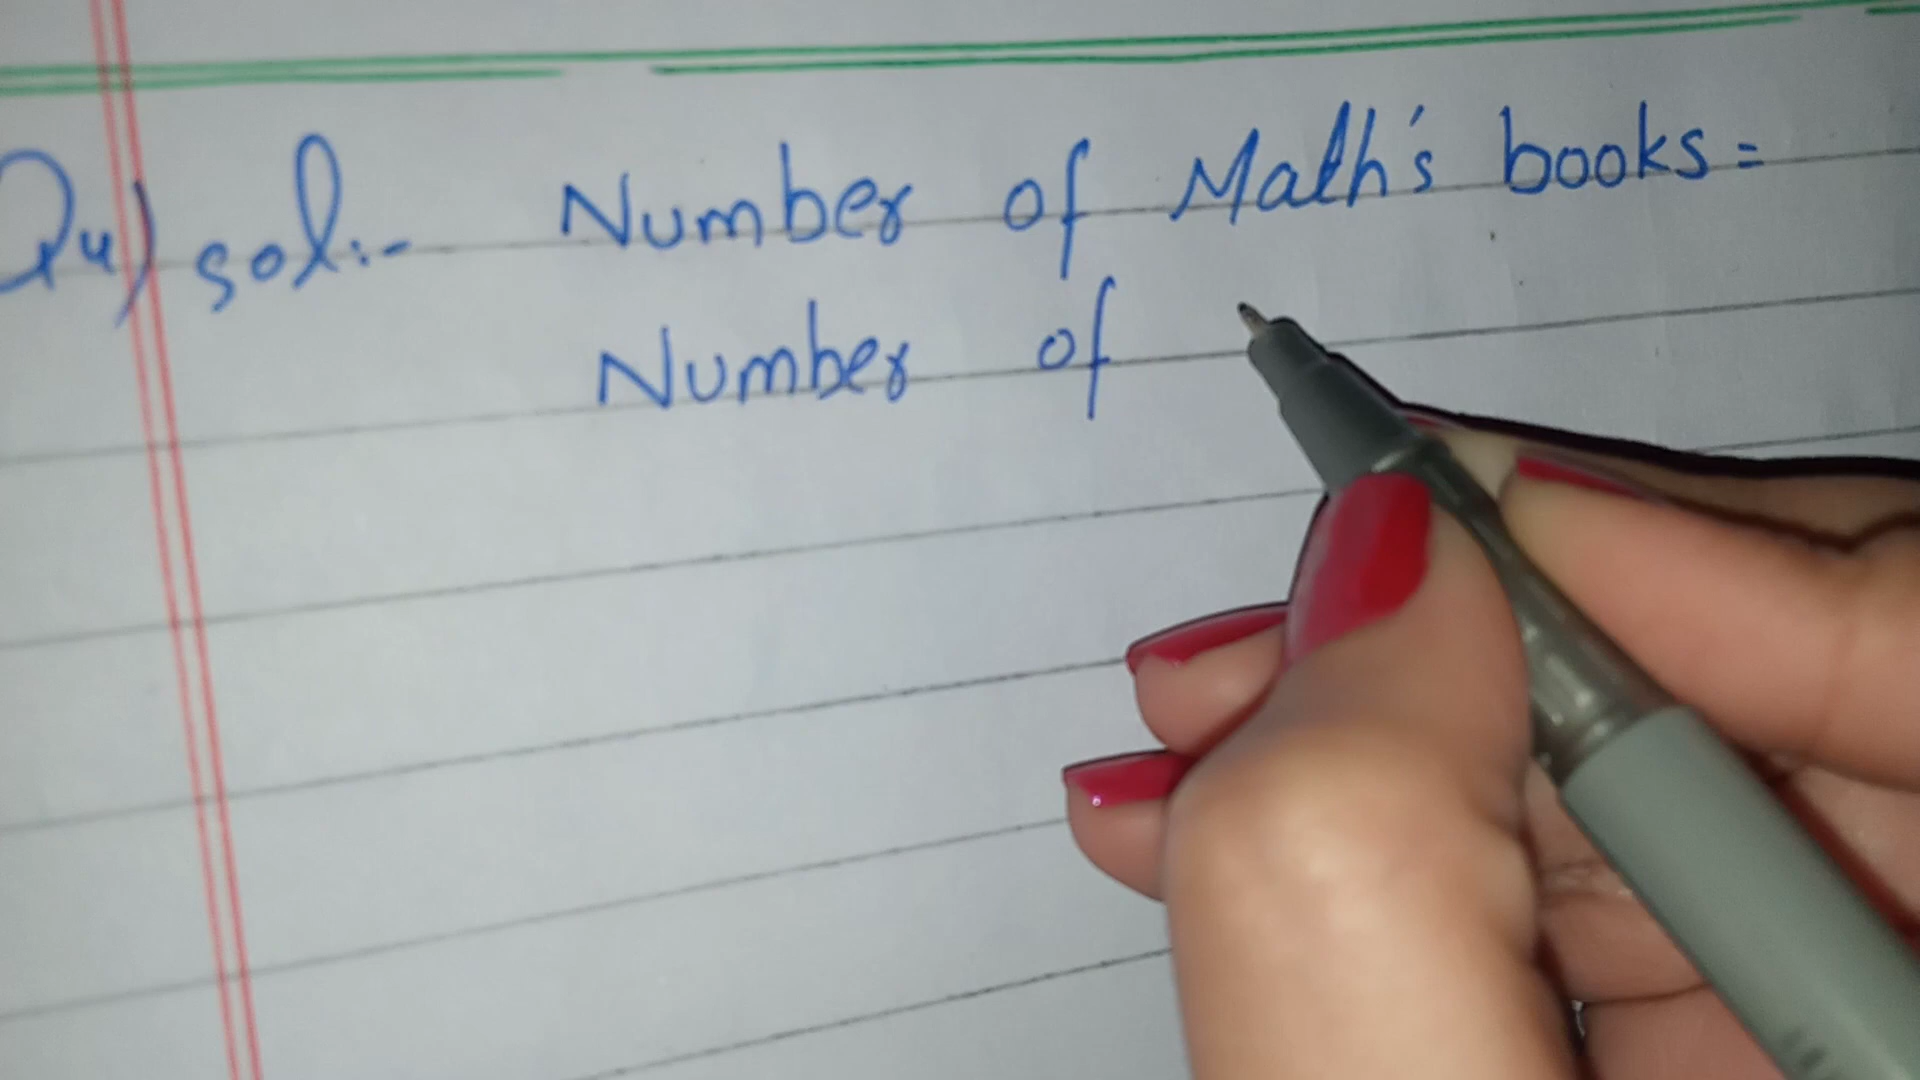 Q4) sol:- Number of Math's books =
Number of